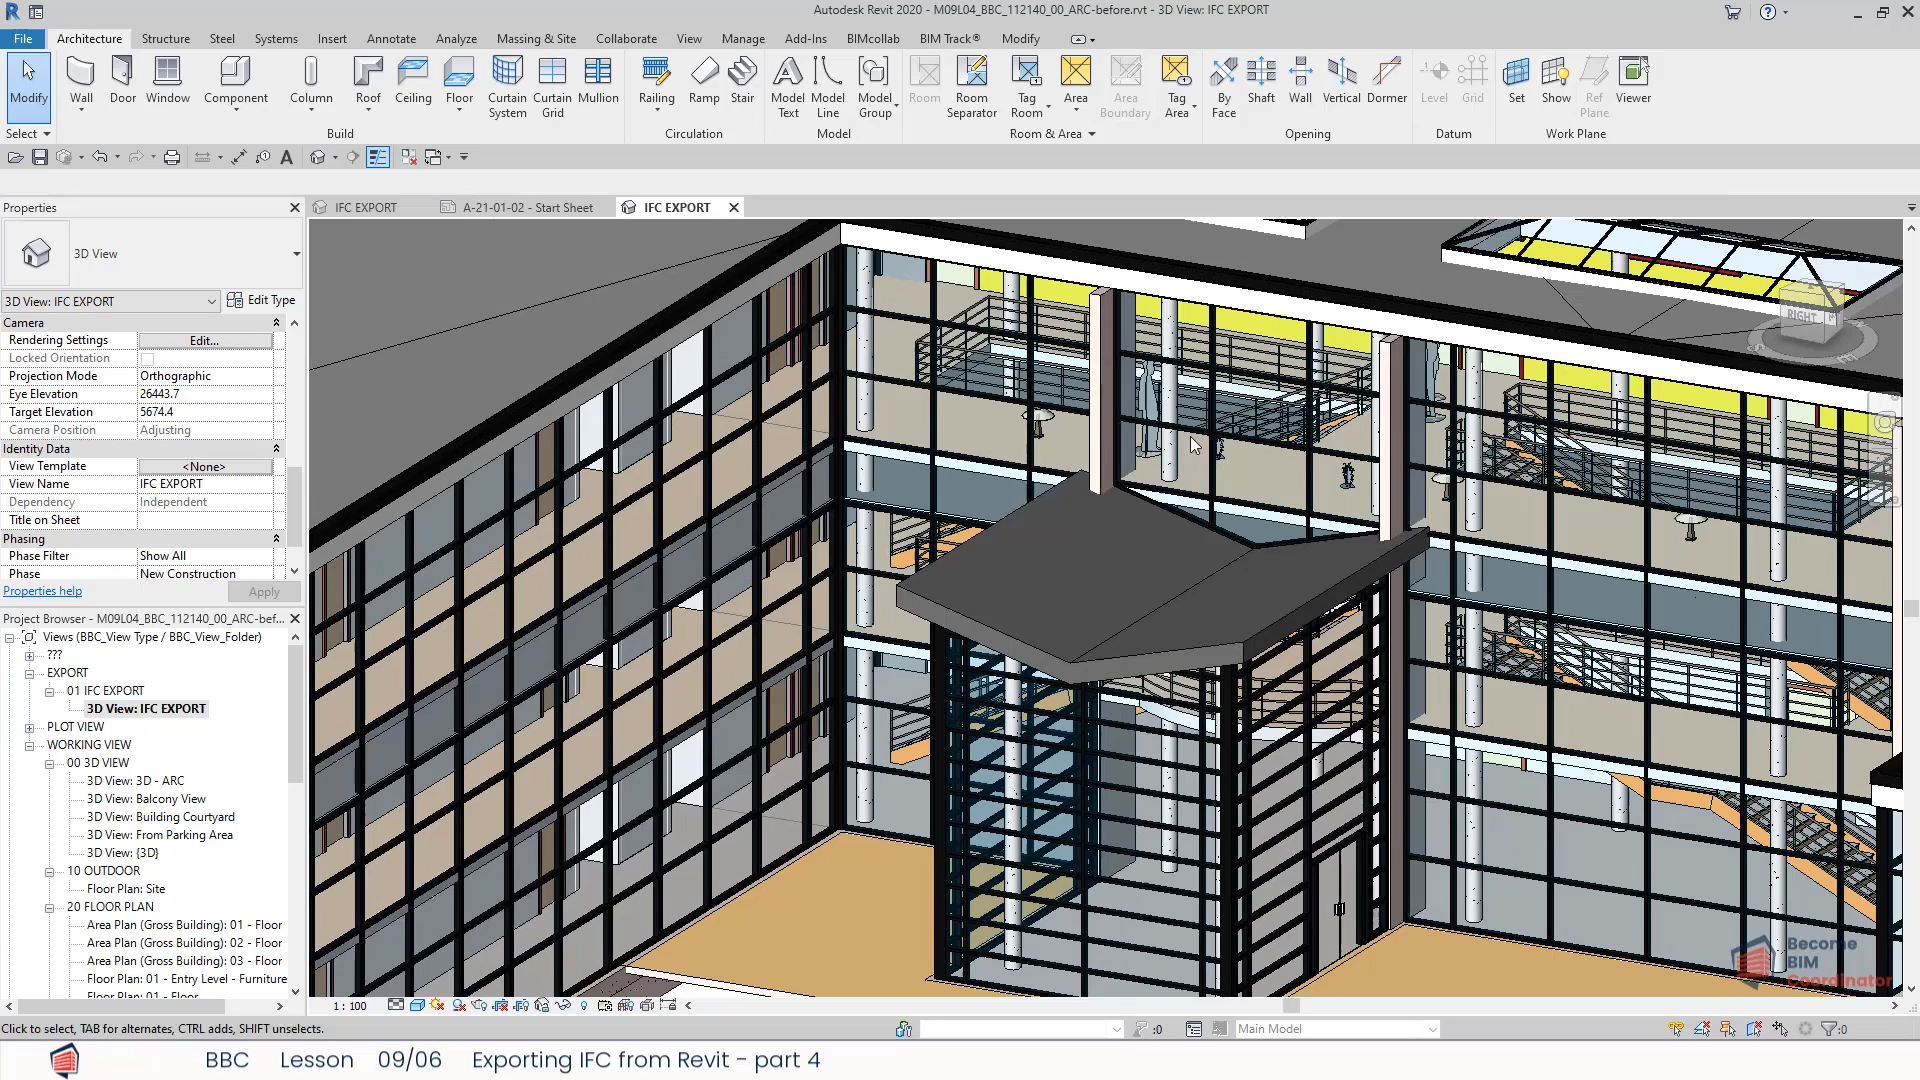 Autodesk Revit 2020 - M09L04_BBC_112140_00_ARC-before.rvt - 3D View: IFC EXPORT
File Architecture Structure Steel Systems Insert Annotate Analyze Massing & Site Collaborate View Manage Add-Ins BIMcollab BIM Track® Modify
Modify Wall Door Window Component Column Roof Ceiling Floor Curtain System Curtain Grid Mullion Railing Ramp Stair Model Text Model Line Model Group Room Room Separator Tag Room Area Area Boundary Tag Area By Face Shaft Wall Vertical Dormer Level Grid Set Show Ref Plane Viewer
Select Build Circulation Model Room & Area Opening Datum Work Plane
Properties
IFC EXPORT A-21-01-02 - Start Sheet IFC EXPORT
3D View
3D View: IFC EXPORT Edit Type
Camera
Rendering Settings Edit...
Locked Orientation
Projection Mode Orthographic
Eye Elevation 26443.7
Target Elevation 5674.4
Camera Position Adjusting
Identity Data
View Template <None>
View Name IFC EXPORT
Dependency Independent
Title on Sheet
Phasing
Phase Filter Show All
Phase New Construction
Properties help Apply
Project Browser - M09L04_BBC_112140_00_ARC-bef...
Views (BBC_View Type / BBC_View_Folder)
???
EXPORT
01 IFC EXPORT
3D View: IFC EXPORT
PLOT VIEW
WORKING VIEW
00 3D VIEW
3D View: 3D - ARC
3D View: Balcony View
3D View: Building Courtyard
3D View: From Parking Area
3D View: {3D}
10 OUTDOOR
Floor Plan: Site
20 FLOOR PLAN
Area Plan (Gross Building): 01 - Floor
Area Plan (Gross Building): 02 - Floor
Area Plan (Gross Building): 03 - Floor
Floor Plan: 01 - Entry Level - Furniture
Floor Plan: 01 - Floor
RIGHT
Become
BIM
Coordinator
1 : 100
Click to select, TAB for alternates, CTRL adds, SHIFT unselects.
:0
Main Model
:0
BBC Lesson 09/06 Exporting IFC from Revit - part 4